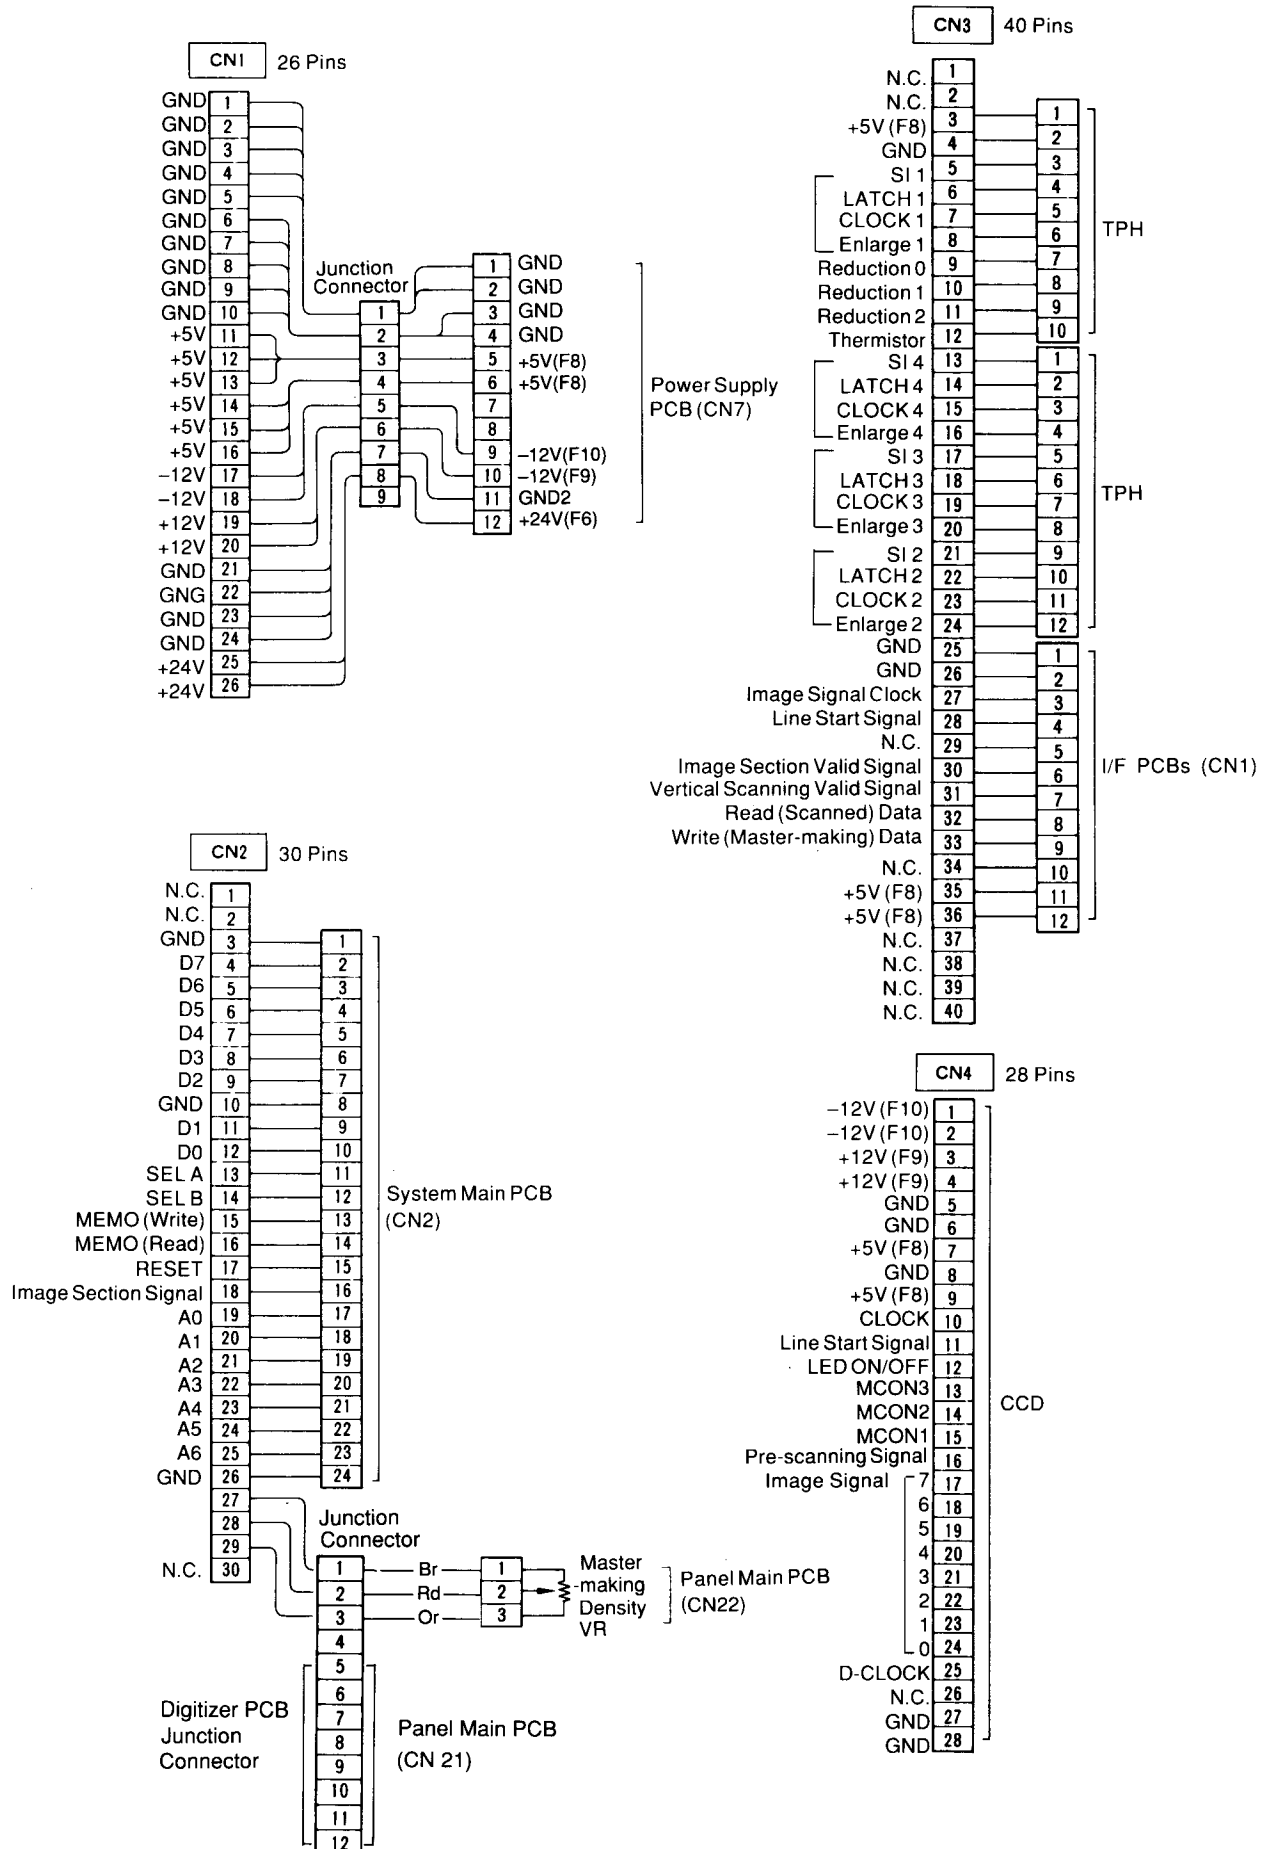 CN1 26 Pins
GND 1
GND 2
GND 3
GND 4
GND 5
GND 6
GND 7
GND 8
GND 9
GND 10
+5V 11
+5V 12
+5V 13
+5V 14
+5V 15
+5V 16
−12V 17
−12V 18
+12V 19
+12V 20
GND 21
GNG 22
GND 23
GND 24
+24V 25
+24V 26
Junction
Connector
1
2
3
4
5
6
7
8
9
1 GND
2 GND
3 GND
4 GND
5 +5V(F8)
6 +5V(F8)
7
8
9 −12V(F10)
10 −12V(F9)
11 GND2
12 +24V(F6)
Power Supply
PCB (CN7)
CN2 30 Pins
N.C. 1
N.C. 2
GND 3 1
D7 4 2
D6 5 3
D5 6 4
D4 7 5
D3 8 6
D2 9 7
GND 10 8
D1 11 9
D0 12 10
SEL A 13 11
SEL B 14 12
MEMO (Write) 15 13
MEMO (Read) 16 14
RESET 17 15
Image Section Signal 18 16
A0 19 17
A1 20 18
A2 21 19
A3 22 20
A4 23 21
A5 24 22
A6 25 23
GND 26 24
27
28
29
N.C. 30
System Main PCB
(CN2)
Junction
Connector
1 Br 1
2 Rd 2
3 Or 3
4
5
6
7
8
9
10
11
12
Master
-making
Density
VR
Panel Main PCB
(CN22)
Digitizer PCB
Junction
Connector
Panel Main PCB
(CN 21)
CN3 40 Pins
N.C. 1
N.C. 2
+5V (F8) 3 1
GND 4 2
SI 1 5 3
LATCH 1 6 4
CLOCK 1 7 5
Enlarge 1 8 6
Reduction 0 9 7
Reduction 1 10 8
Reduction 2 11 9
Thermistor 12 10
TPH
SI 4 13 1
LATCH 4 14 2
CLOCK 4 15 3
Enlarge 4 16 4
SI 3 17 5
LATCH 3 18 6
CLOCK 3 19 7
Enlarge 3 20 8
SI 2 21 9
LATCH 2 22 10
CLOCK 2 23 11
Enlarge 2 24 12
TPH
GND 25 1
GND 26 2
Image Signal Clock 27 3
Line Start Signal 28 4
N.C. 29 5
Image Section Valid Signal 30 6
Vertical Scanning Valid Signal 31 7
Read (Scanned) Data 32 8
Write (Master-making) Data 33 9
N.C. 34 10
+5V (F8) 35 11
+5V (F8) 36 12
N.C. 37
N.C. 38
N.C. 39
N.C. 40
I/F PCBs (CN1)
CN4 28 Pins
−12V (F10) 1
−12V (F10) 2
+12V (F9) 3
+12V (F9) 4
GND 5
GND 6
+5V (F8) 7
GND 8
+5V (F8) 9
CLOCK 10
Line Start Signal 11
LED ON/OFF 12
MCON3 13
MCON2 14
MCON1 15
Pre-scanning Signal 16
Image Signal 7 17
6 18
5 19
4 20
3 21
2 22
1 23
0 24
D-CLOCK 25
N.C. 26
GND 27
GND 28
CCD